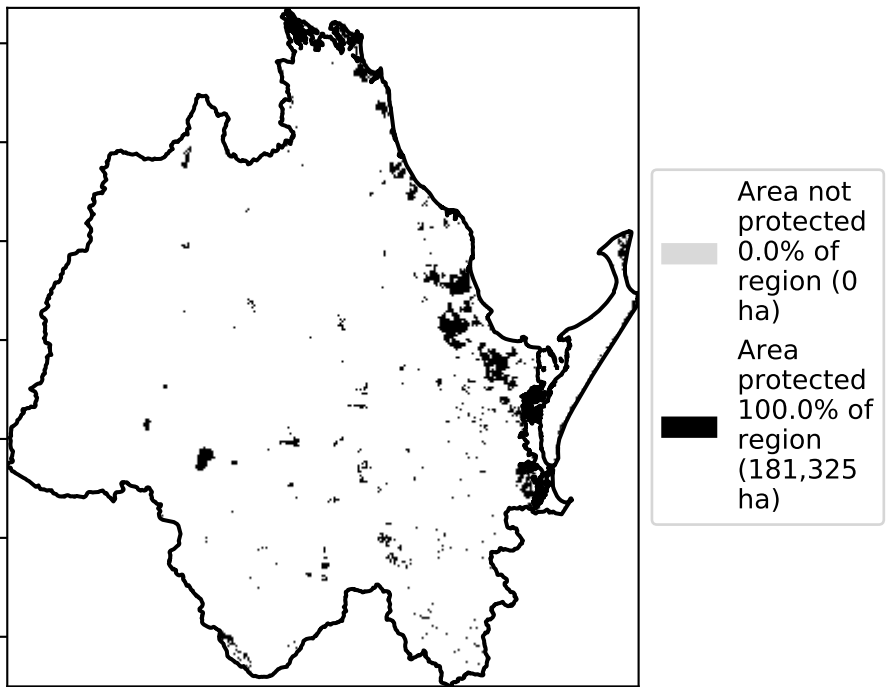 Area not
protected
0.0% of
region (0
ha)
Area
protected
100.0% of
region
(181,325
ha)